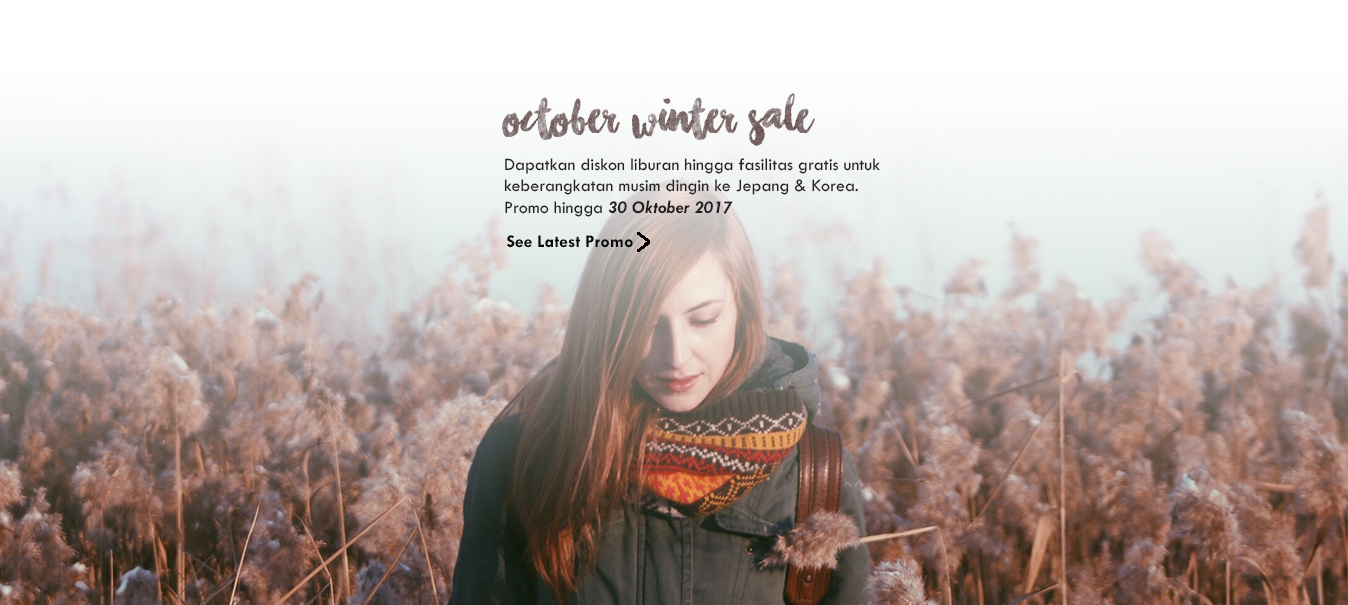 october winter sale
Dapatkan diskon liburan hingga fasilitas gratis untuk
keberangkatan musim dingin ke Jepang & Korea.
Promo hingga 30 Oktober 2017
See Latest Promo